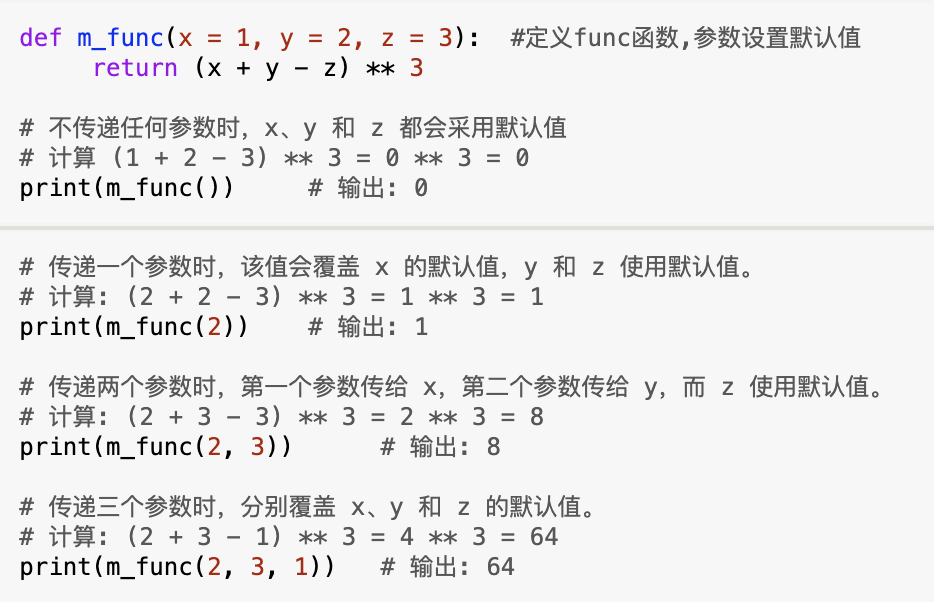 def m_func(x = 1, y = 2, z = 3):  #定义func函数,参数设置默认值
     return (x + y - z) ** 3
# 不传递任何参数时，x、y 和 z 都会采用默认值
# 计算 (1 + 2 - 3) ** 3 = 0 ** 3 = 0
print(m_func())     # 输出: 0
# 传递一个参数时，该值会覆盖 x 的默认值，y 和 z 使用默认值。
# 计算: (2 + 2 - 3) ** 3 = 1 ** 3 = 1
print(m_func(2))    # 输出: 1
# 传递两个参数时，第一个参数传给 x，第二个参数传给 y，而 z 使用默认值。
# 计算: (2 + 3 - 3) ** 3 = 2 ** 3 = 8
print(m_func(2, 3))      # 输出: 8
# 传递三个参数时，分别覆盖 x、y 和 z 的默认值。
# 计算: (2 + 3 - 1) ** 3 = 4 ** 3 = 64
print(m_func(2, 3, 1))   # 输出: 64